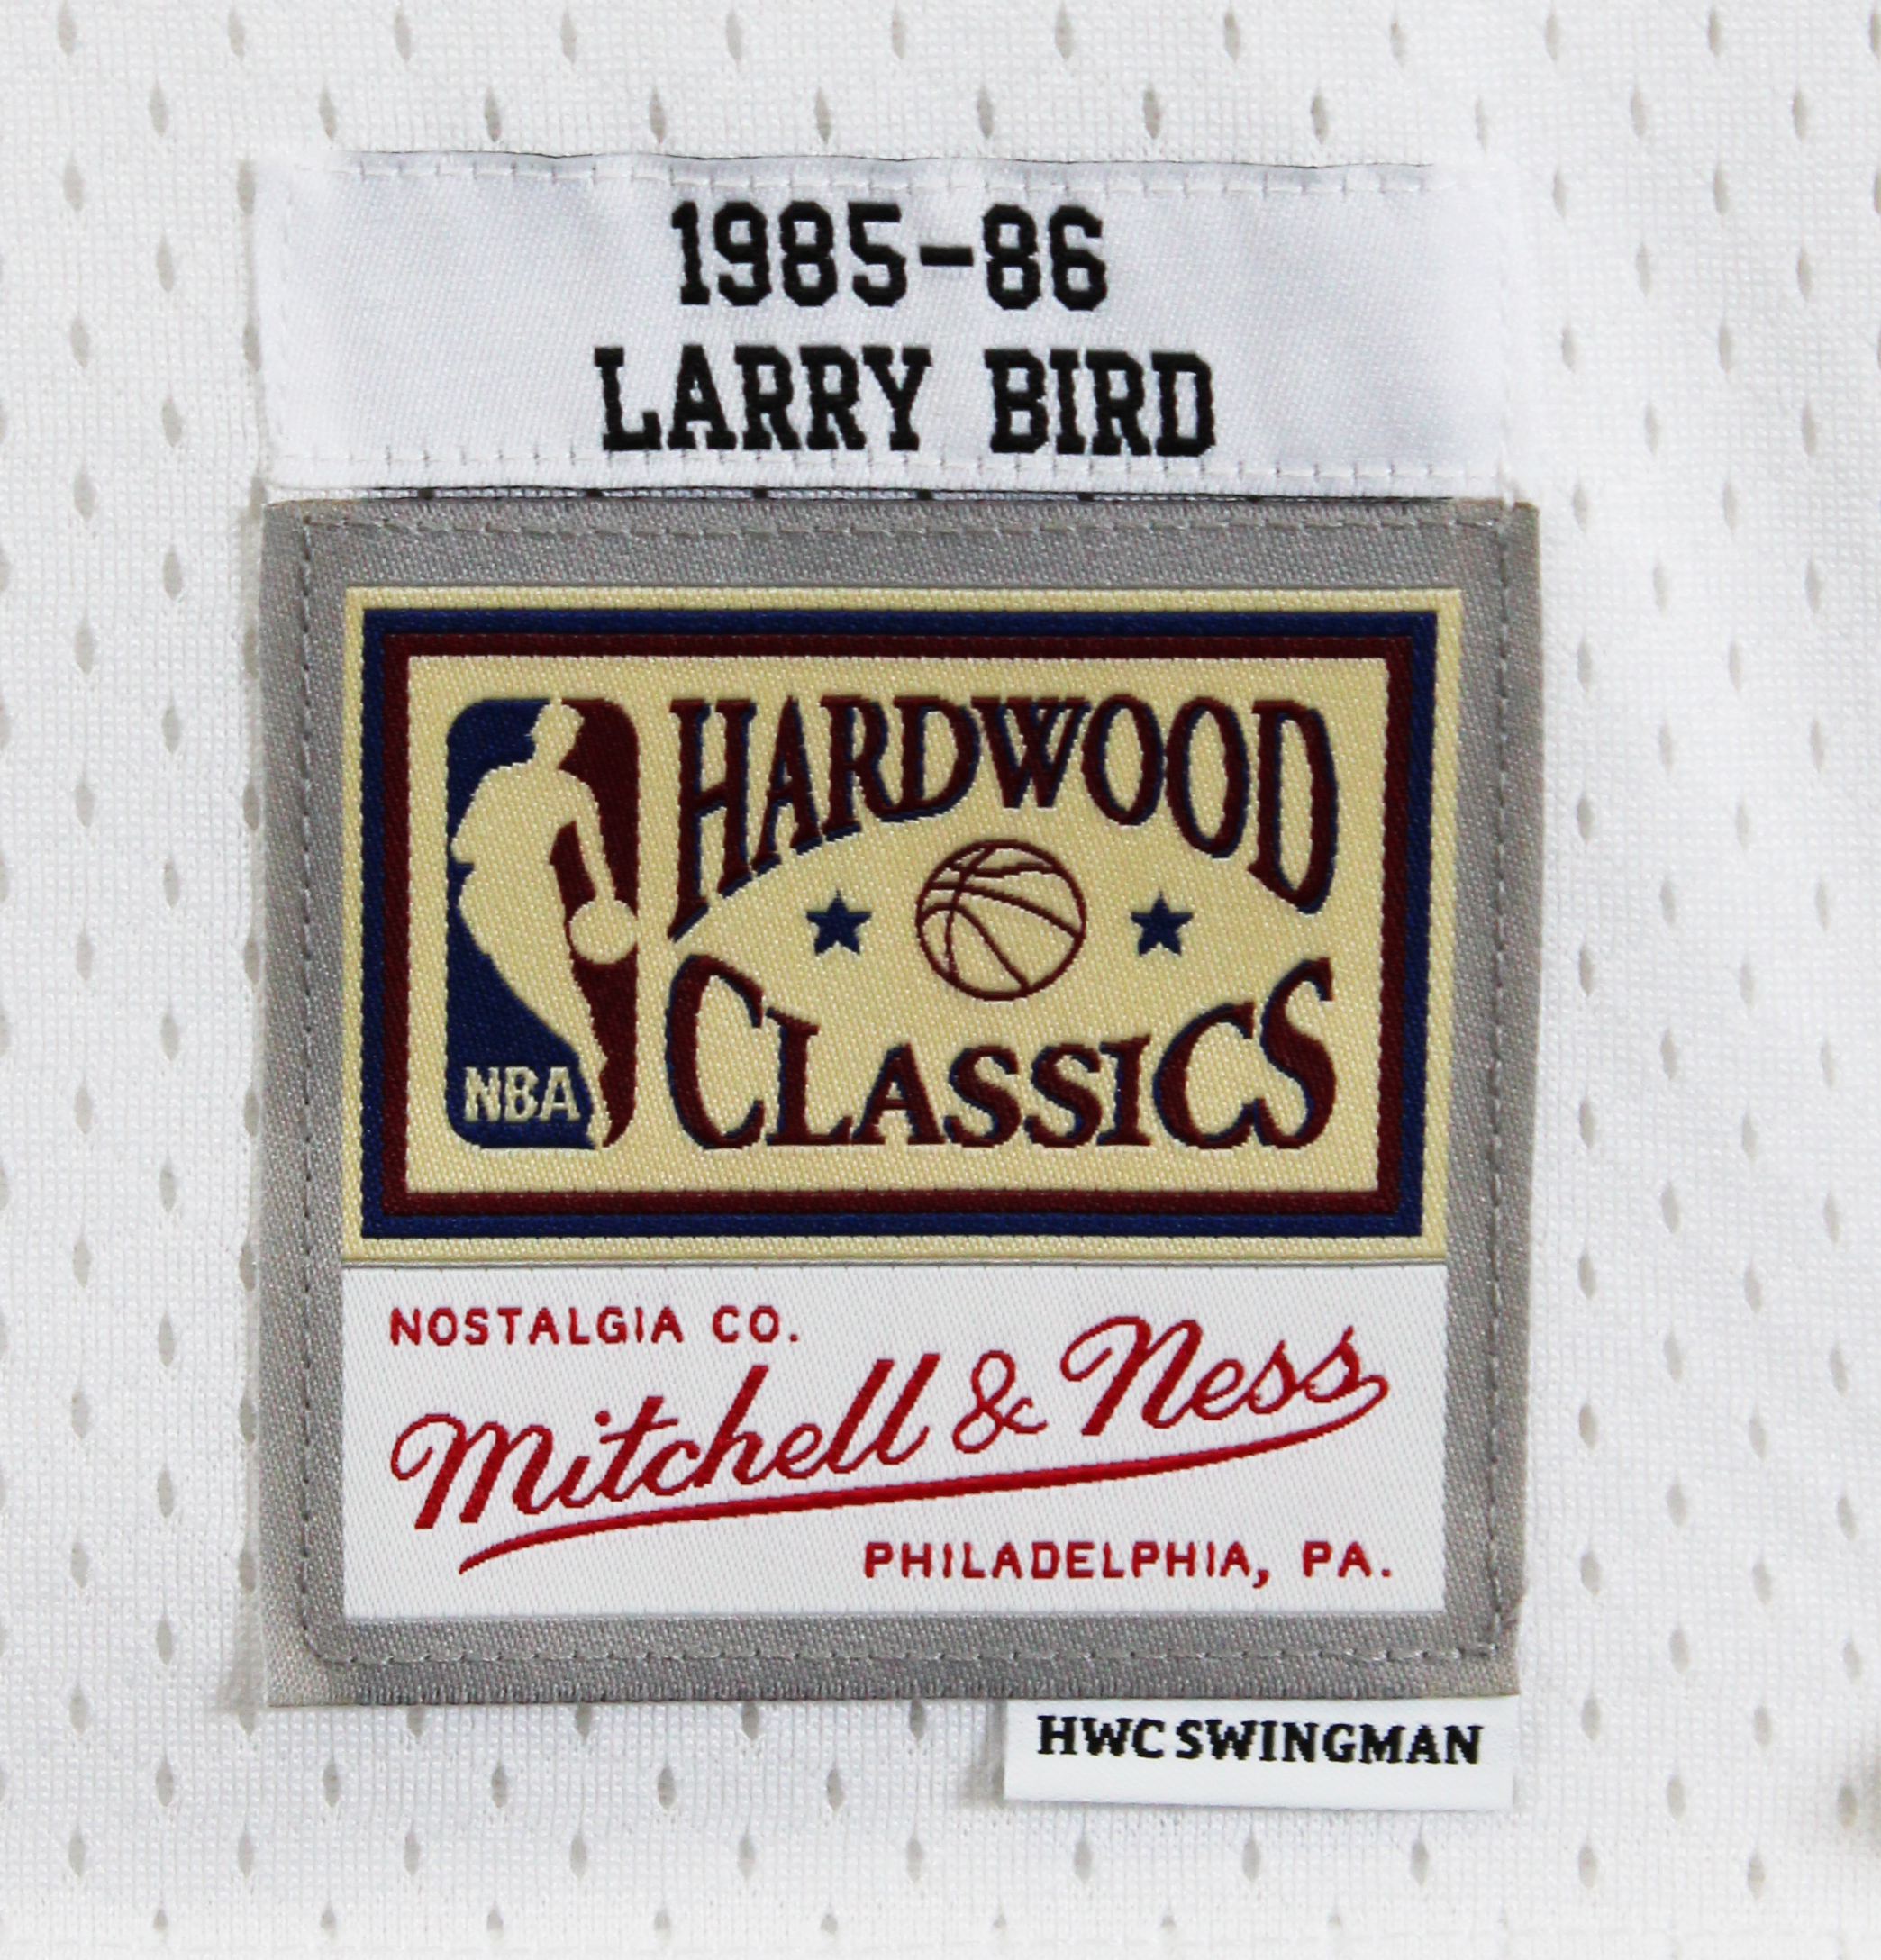 1985-86
LARRY BIRD
HARDWOOD
CLASSICS
NBA
NOSTALGIA CO.
Mitchell & Ness
PHILADELPHIA, PA.
HWC SWINGMAN